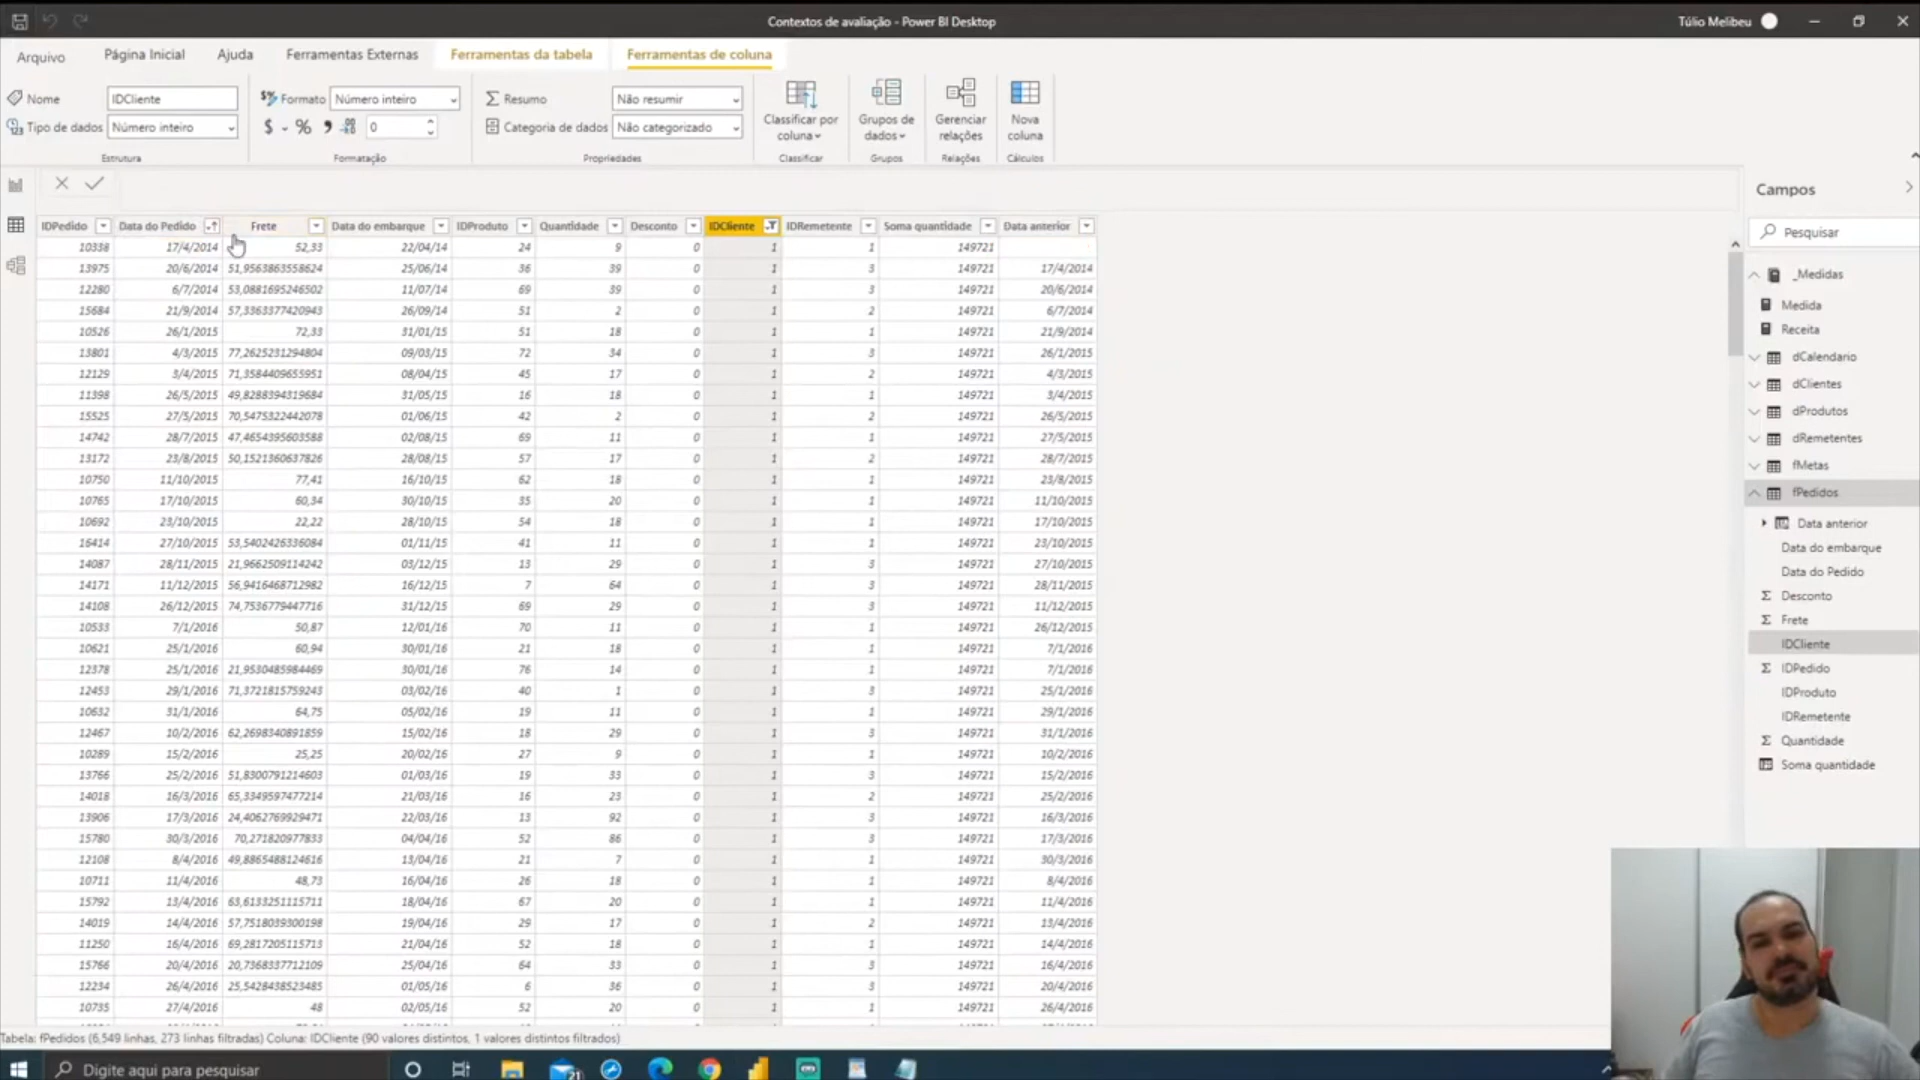 Contextos de avaliação - Power BI Desktop
Túlio Melibeu
Arquivo Página Inicial Ajuda Ferramentas Externas Ferramentas da tabela Ferramentas de coluna
Nome IDCliente
Tipo de dados Número inteiro
Estrutura
Formato Número inteiro
$ % 0
Formatação
Resumo Não resumir
Categoria de dados Não categorizado
Propriedades
Classificar por
coluna
Classificar
Grupos de
dados
Grupos
Gerenciar
relações
Relações
Nova
coluna
Cálculos
IDPedido Data do Pedido Frete Data do embarque IDProduto Quantidade Desconto IDCliente IDRemetente Soma quantidade Data anterior
10338 17/4/2014 52,33 22/04/14 24 9 0 1 1 149721
13975 20/6/2014 51,9563863558624 25/06/14 36 39 0 1 3 149721 17/4/2014
12280 6/7/2014 53,0881695246502 11/07/14 69 39 0 1 3 149721 20/6/2014
15684 21/9/2014 57,3363377420943 26/09/14 51 2 0 1 2 149721 6/7/2014
10526 26/1/2015 72,33 31/01/15 51 18 0 1 1 149721 21/9/2014
13801 4/3/2015 77,2625231294804 09/03/15 72 34 0 1 3 149721 26/1/2015
12129 3/4/2015 71,3584409655951 08/04/15 45 17 0 1 2 149721 4/3/2015
11398 26/5/2015 49,8288394319684 31/05/15 16 18 0 1 1 149721 3/4/2015
15525 27/5/2015 70,5475322442078 01/06/15 42 2 0 1 2 149721 26/5/2015
14742 28/7/2015 47,4654395603588 02/08/15 69 11 0 1 1 149721 27/5/2015
13172 23/8/2015 50,1521360637826 28/08/15 57 17 0 1 2 149721 28/7/2015
10750 11/10/2015 77,41 16/10/15 62 18 0 1 1 149721 23/8/2015
10765 17/10/2015 60,34 30/10/15 35 20 0 1 1 149721 11/10/2015
10692 23/10/2015 22,22 28/10/15 54 18 0 1 1 149721 17/10/2015
16414 27/10/2015 53,5402426336084 01/11/15 41 11 0 1 3 149721 23/10/2015
14087 28/11/2015 21,9662509114242 03/12/15 13 29 0 1 3 149721 27/10/2015
14171 11/12/2015 56,9416468712982 16/12/15 7 64 0 1 3 149721 28/11/2015
14108 26/12/2015 74,7536779447716 31/12/15 69 29 0 1 3 149721 11/12/2015
10533 7/1/2016 50,87 12/01/16 70 11 0 1 1 149721 26/12/2015
10621 25/1/2016 60,94 30/01/16 21 18 0 1 1 149721 7/1/2016
12378 25/1/2016 21,9530485984469 30/01/16 76 14 0 1 1 149721 7/1/2016
12453 29/1/2016 71,3721815759243 03/02/16 40 1 0 1 3 149721 25/1/2016
10632 31/1/2016 64,75 05/02/16 19 11 0 1 1 149721 29/1/2016
12467 10/2/2016 62,2698340891859 15/02/16 18 29 0 1 3 149721 31/1/2016
10289 15/2/2016 25,25 20/02/16 27 9 0 1 1 149721 10/2/2016
13766 25/2/2016 51,8300791214603 01/03/16 19 33 0 1 3 149721 15/2/2016
14018 16/3/2016 65,3349597477214 21/03/16 16 23 0 1 2 149721 25/2/2016
13906 17/3/2016 24,4062769929471 22/03/16 13 92 0 1 3 149721 16/3/2016
15780 30/3/2016 70,271820977833 04/04/16 52 86 0 1 3 149721 17/3/2016
12108 8/4/2016 49,8865488124616 13/04/16 21 7 0 1 1 149721 30/3/2016
10711 11/4/2016 48,73 16/04/16 26 18 0 1 1 149721 8/4/2016
15792 13/4/2016 63,6133251115711 18/04/16 67 20 0 1 1 149721 11/4/2016
14019 14/4/2016 57,7518039300198 19/04/16 29 17 0 1 2 149721 13/4/2016
11250 16/4/2016 69,2817205115713 21/04/16 52 18 0 1 1 149721 14/4/2016
15766 20/4/2016 20,7368337712109 25/04/16 64 33 0 1 3 149721 16/4/2016
12234 26/4/2016 25,5428438523485 01/05/16 6 36 0 1 3 149721 20/4/2016
10735 27/4/2016 48 02/05/16 52 20 0 1 1 149721 26/4/2016
Campos
Pesquisar
_Medidas
Medida
Receita
dCalendario
dClientes
dProdutos
dRemetentes
fMetas
fPedidos
Data anterior
Data do embarque
Data do Pedido
Desconto
Frete
IDCliente
IDPedido
IDProduto
IDRemetente
Quantidade
Soma quantidade
Tabela: fPedidos (6,549 linhas, 273 linhas filtradas) Coluna: IDCliente (90 valores distintos, 1 valores distintos filtrados)
Digite aqui para pesquisar
21